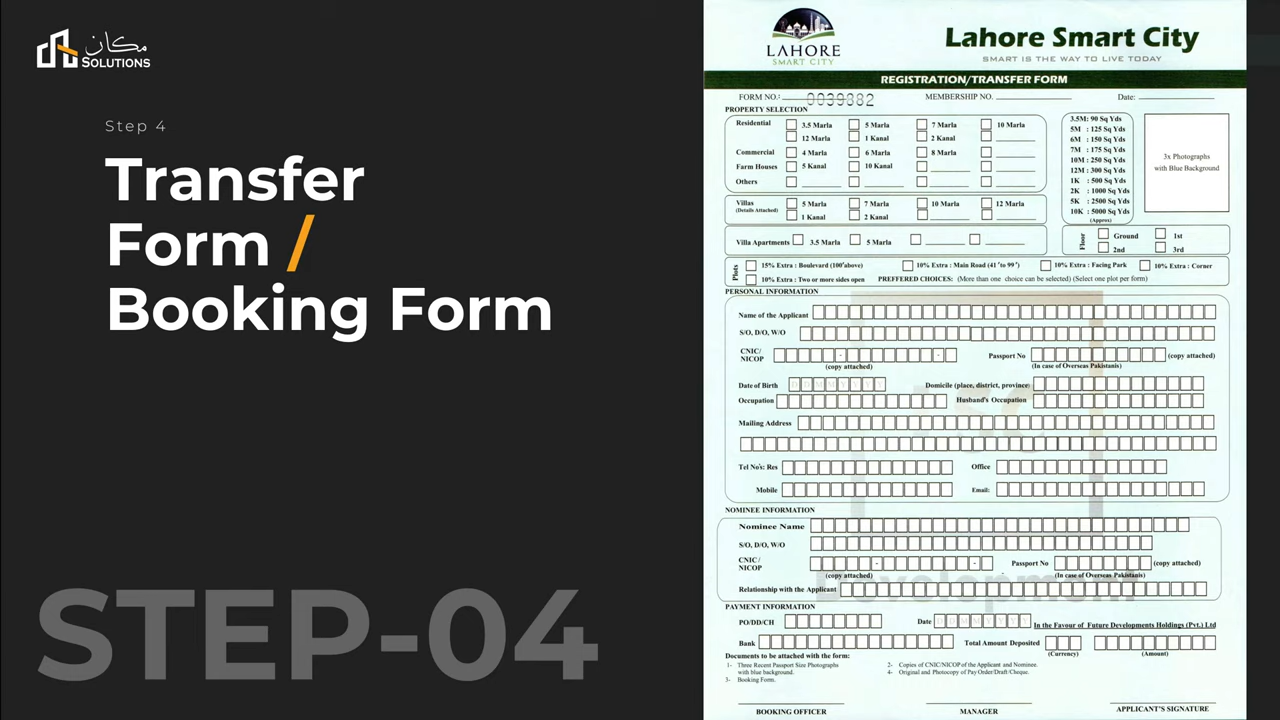 مكان
SOLUTIONS
Step 4
Transfer
Form /
Booking Form
STEP-04
LAHORE
SMART CITY
Lahore Smart City
SMART IS THE WAY TO LIVE TODAY
REGISTRATION/TRANSFER FORM
FORM NO.: 0039882 MEMBERSHIP NO. Date:
PROPERTY SELECTION
Residential 3.5 Marla 5 Marla 7 Marla 10 Marla
12 Marla 1 Kanal 2 Kanal
Commercial 4 Marla 6 Marla 8 Marla
Farm Houses 5 Kanal 10 Kanal
Others
3.5M: 90 Sq Yds
5M : 125 Sq Yds
6M : 150 Sq Yds
7M : 175 Sq Yds
10M : 250 Sq Yds
12M : 300 Sq Yds
1K : 500 Sq Yds
2K : 1000 Sq Yds
5K : 2500 Sq Yds
10K : 5000 Sq Yds
(Approx)
3x Photographs
with Blue Background
Villas 5 Marla 7 Marla 10 Marla 12 Marla
(Details Attached) 1 Kanal 2 Kanal
Villa Apartments 3.5 Marla 5 Marla
Floor Ground 1st
2nd 3rd
Plots 15% Extra : Boulevard (100'above) 10% Extra : Main Road (41 'to 99') 10% Extra : Facing Park 10% Extra : Corner
10% Extra : Two or more sides open PREFFERED CHOICES: (More than one choice can be selected) (Select one plot per form)
PERSONAL INFORMATION
Name of the Applicant
S/O, D/O, W/O
CNIC/
NICOP - - Passport No (copy attached)
(copy attached) (In case of Overseas Pakistanis)
Date of Birth D D M M Y Y Y Y Domicile (place, district, province)
Occupation Husband's Occupation
Mailing Address
Tel No's: Res Office
Mobile Email:
NOMINEE INFORMATION
Nominee Name
S/O, D/O, W/O
CNIC/
NICOP - - Passport No (copy attached)
(copy attached) (In case of Overseas Pakistanis)
Relationship with the Applicant
PAYMENT INFORMATION
PO/DD/CH Date D D M M Y Y Y Y In the Favour of Future Developments Holdings (Pvt.) Ltd
Bank Total Amount Deposited
(Currency) (Amount)
Documents to be attached with the form:
1- Three Recent Passport Size Photographs
with blue background.
2- Copies of CNIC/NICOP of the Applicant and Nominee.
3- Booking Form.
4- Original and Photocopy of Pay Order/Draft/Cheque.
BOOKING OFFICER MANAGER APPLICANT'S SIGNATURE